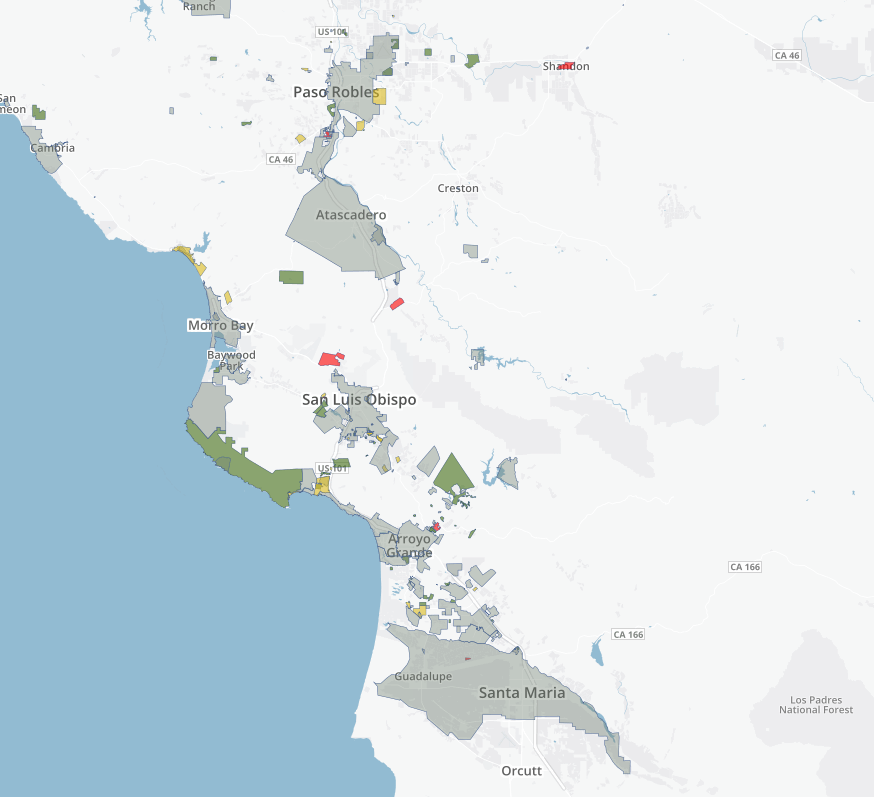 Ranch
US 101
CA 46
Shandon
Paso Robles
San
meon
Cambria
CA 46
Creston
Atascadero
Morro Bay
Baywood
Park
San Luis Obispo
US 101
Arroyo
Grande
CA 166
CA 166
Guadalupe
Santa Maria
Los Padres
National Forest
Orcutt